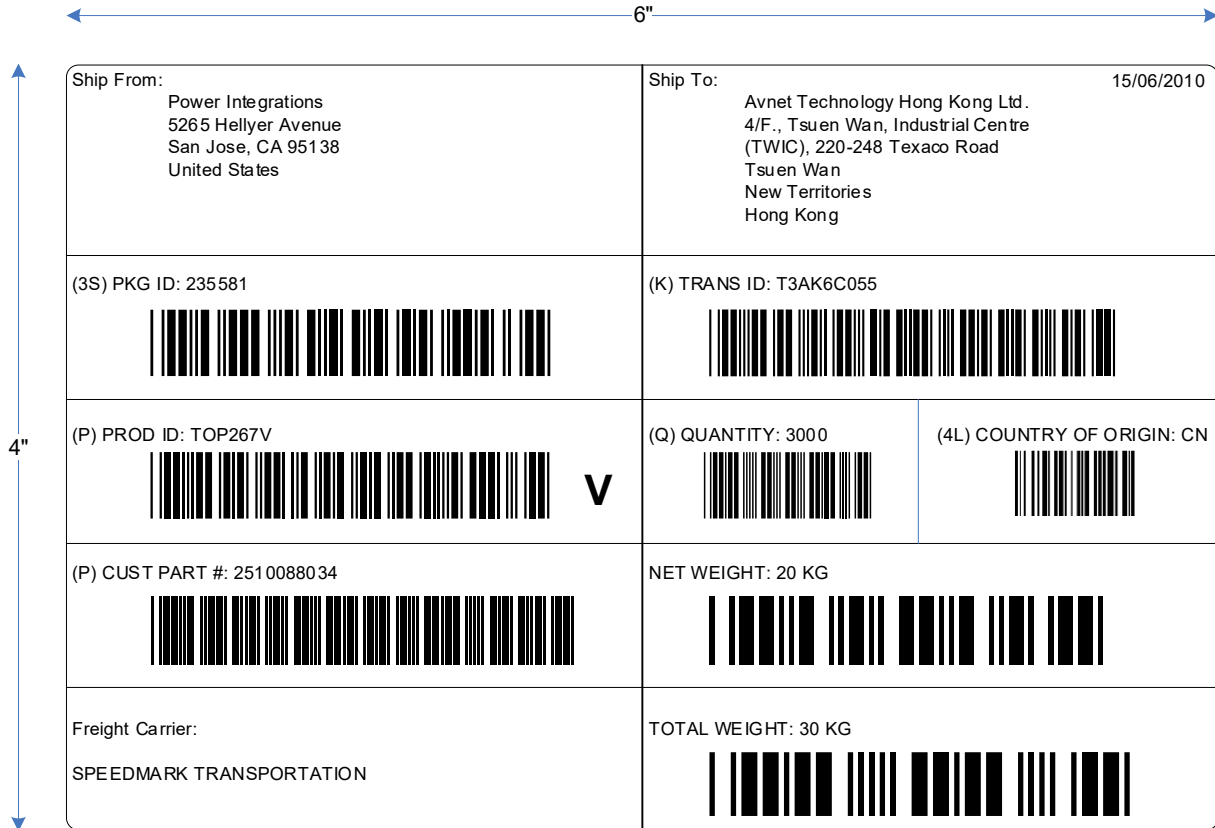 6"
4"
Ship From:
Power Integrations
5265 Hellyer Avenue
San Jose, CA 95138
United States
Ship To:
15/06/2010
Avnet Technology Hong Kong Ltd.
4/F., Tsuen Wan, Industrial Centre
(TWIC), 220-248 Texaco Road
Tsuen Wan
New Territories
Hong Kong
(3S) PKG ID: 235581
(K) TRANS ID: T3AK6C055
(P) PROD ID: TOP267V
V
(Q) QUANTITY: 3000
(4L) COUNTRY OF ORIGIN: CN
(P) CUST PART #: 2510088034
NET WEIGHT: 20 KG
Freight Carrier:
SPEEDMARK TRANSPORTATION
TOTAL WEIGHT: 30 KG